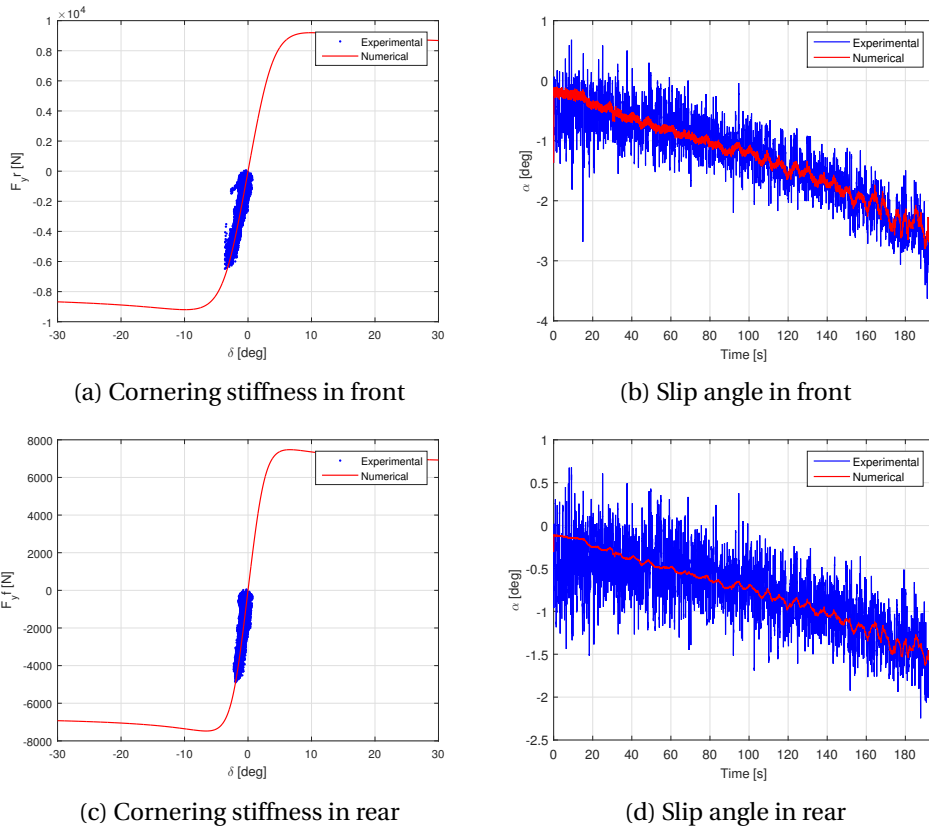 ×10⁴
1
0.8
0.6
0.4
0.2
0
-0.2
-0.4
-0.6
-0.8
-1
F_y r [N]
-30 -20 -10 0 10 20 30
δ [deg]
Experimental
Numerical
(a) Cornering stiffness in front
1
0
-1
-2
-3
-4
α [deg]
0 20 40 60 80 100 120 140 160 180
Time [s]
Experimental
Numerical
(b) Slip angle in front
8000
6000
4000
2000
0
-2000
-4000
-6000
-8000
F_y f [N]
-30 -20 -10 0 10 20 30
δ [deg]
Experimental
Numerical
(c) Cornering stiffness in rear
1
0.5
0
-0.5
-1
-1.5
-2
-2.5
α [deg]
0 20 40 60 80 100 120 140 160 180
Time [s]
Experimental
Numerical
(d) Slip angle in rear